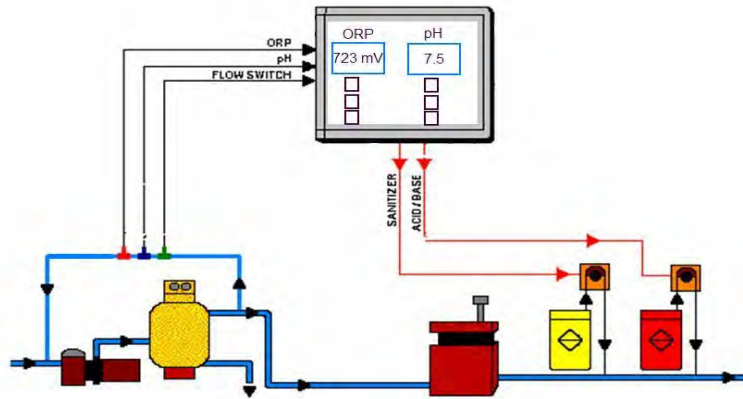 ORP
pH
723 mV
7.5
ORP
pH
FLOW SWITCH
SANITIZER
ACID/BASE